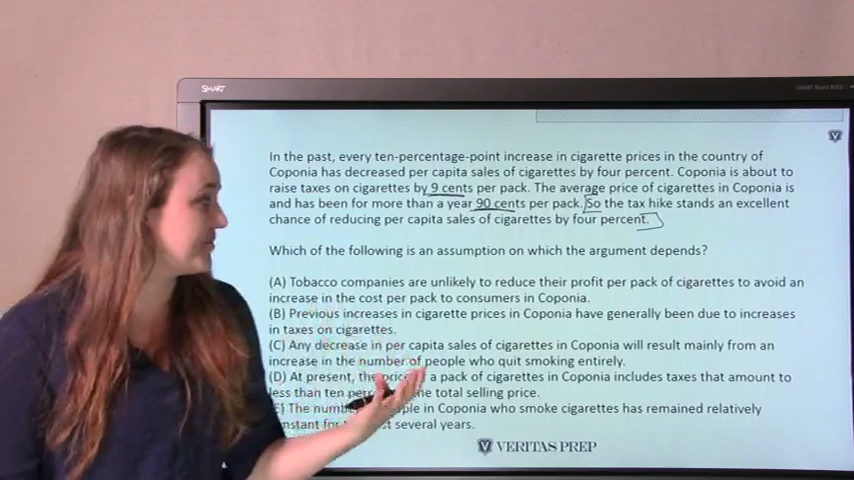 SMART
In the past, every ten-percentage-point increase in cigarette prices in the country of
Coponia has decreased per capita sales of cigarettes by four percent. Coponia is about to
raise taxes on cigarettes by 9 cents per pack. The average price of cigarettes in Coponia is
and has been for more than a year 90 cents per pack. So the tax hike stands an excellent
chance of reducing per capita sales of cigarettes by four percent.
Which of the following is an assumption on which the argument depends?
(A) Tobacco companies are unlikely to reduce their profit per pack of cigarettes to avoid an
increase in the cost per pack to consumers in Coponia.
(B) Previous increases in cigarette prices in Coponia have generally been due to increases
in taxes on cigarettes.
(C) Any decrease in per capita sales of cigarettes in Coponia will result mainly from an
increase in the number of people who quit smoking entirely.
(D) At present, the a pack of cigarettes in Coponia includes taxes that amount to
less than ten total selling price.
The in Coponia who smoke cigarettes has remained relatively
several years.
VERITAS PREP